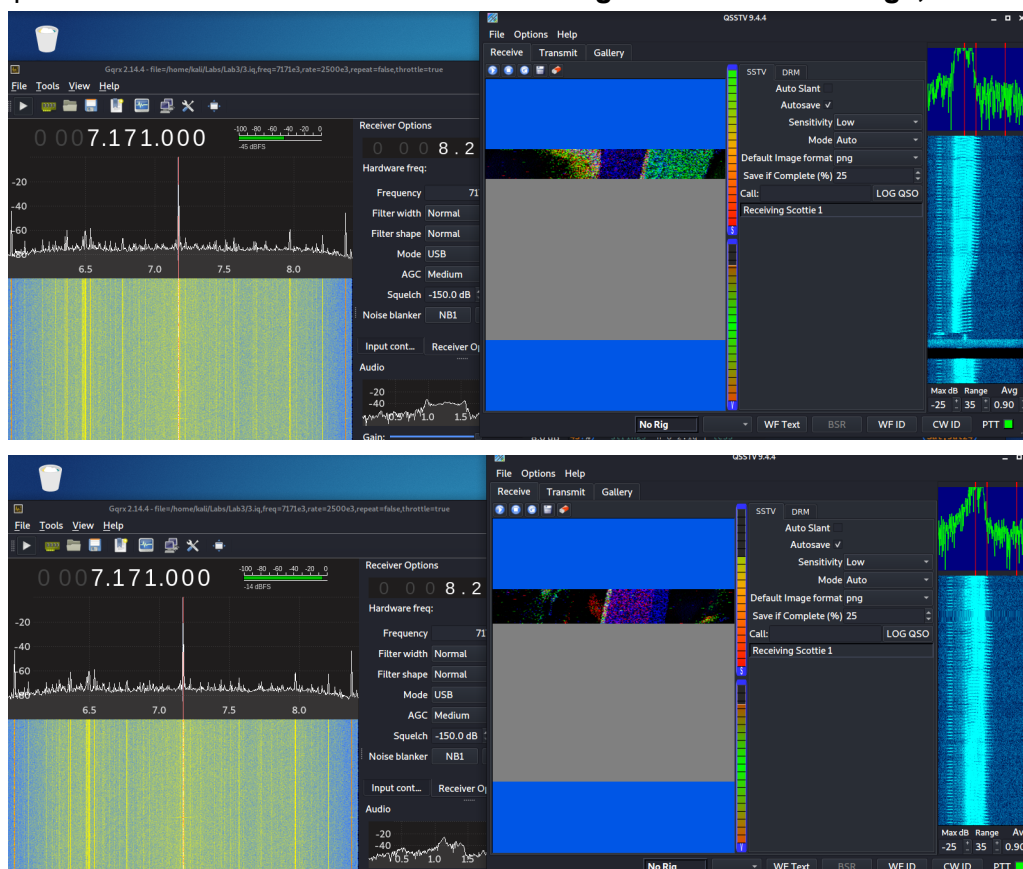 QSSTV 9.4.4
File Options Help
Receive Transmit Gallery
Gqrx 2.14.4 - file=/home/kali/Labs/Lab3/3.iq,freq=7171e3,rate=2500e3,repeat=false,throttle=true
File Tools View Help
0 007.171.000
-100 -80 -60 -40 -20 0
-45 dBFS
-20
-40
-60
-80
6.5 7.0 7.5 8.0
Receiver Options
0 0 0 8.2
Hardware freq:
Frequency 71
Filter width Normal
Filter shape Normal
Mode USB
AGC Medium
Squelch -150.0 dB
Noise blanker NB1
Input cont... Receiver Op
Audio
-20
-40
0.5 1.0 1.5
Gain:
SSTV DRM
Auto Slant
Autosave ✓
Sensitivity Low
Mode Auto
Default Image format png
Save if Complete (%) 25
Call: LOG QSO
Receiving Scottie 1
S
V
Max dB Range Avg
-25 35 0.90
No Rig WF Text BSR WF ID CW ID PTT
QSSTV 9.4.4
File Options Help
Receive Transmit Gallery
Gqrx 2.14.4 - file=/home/kali/Labs/Lab3/3.iq,freq=7171e3,rate=2500e3,repeat=false,throttle=true
File Tools View Help
0 007.171.000
-100 -80 -60 -40 -20 0
-14 dBFS
-20
-40
-60
-80
6.5 7.0 7.5 8.0
Receiver Options
0 0 0 8.2
Hardware freq:
Frequency 71
Filter width Normal
Filter shape Normal
Mode USB
AGC Medium
Squelch -150.0 dB
Noise blanker NB1
Input cont... Receiver Op
Audio
-20
-40
0.5 1.0 1.5
SSTV DRM
Auto Slant
Autosave ✓
Sensitivity Low
Mode Auto
Default Image format png
Save if Complete (%) 25
Call: LOG QSO
Receiving Scottie 1
S
V
Max dB Range Av
-25 35 0.90
No Rig WF Text BSR WF ID CW ID PTT